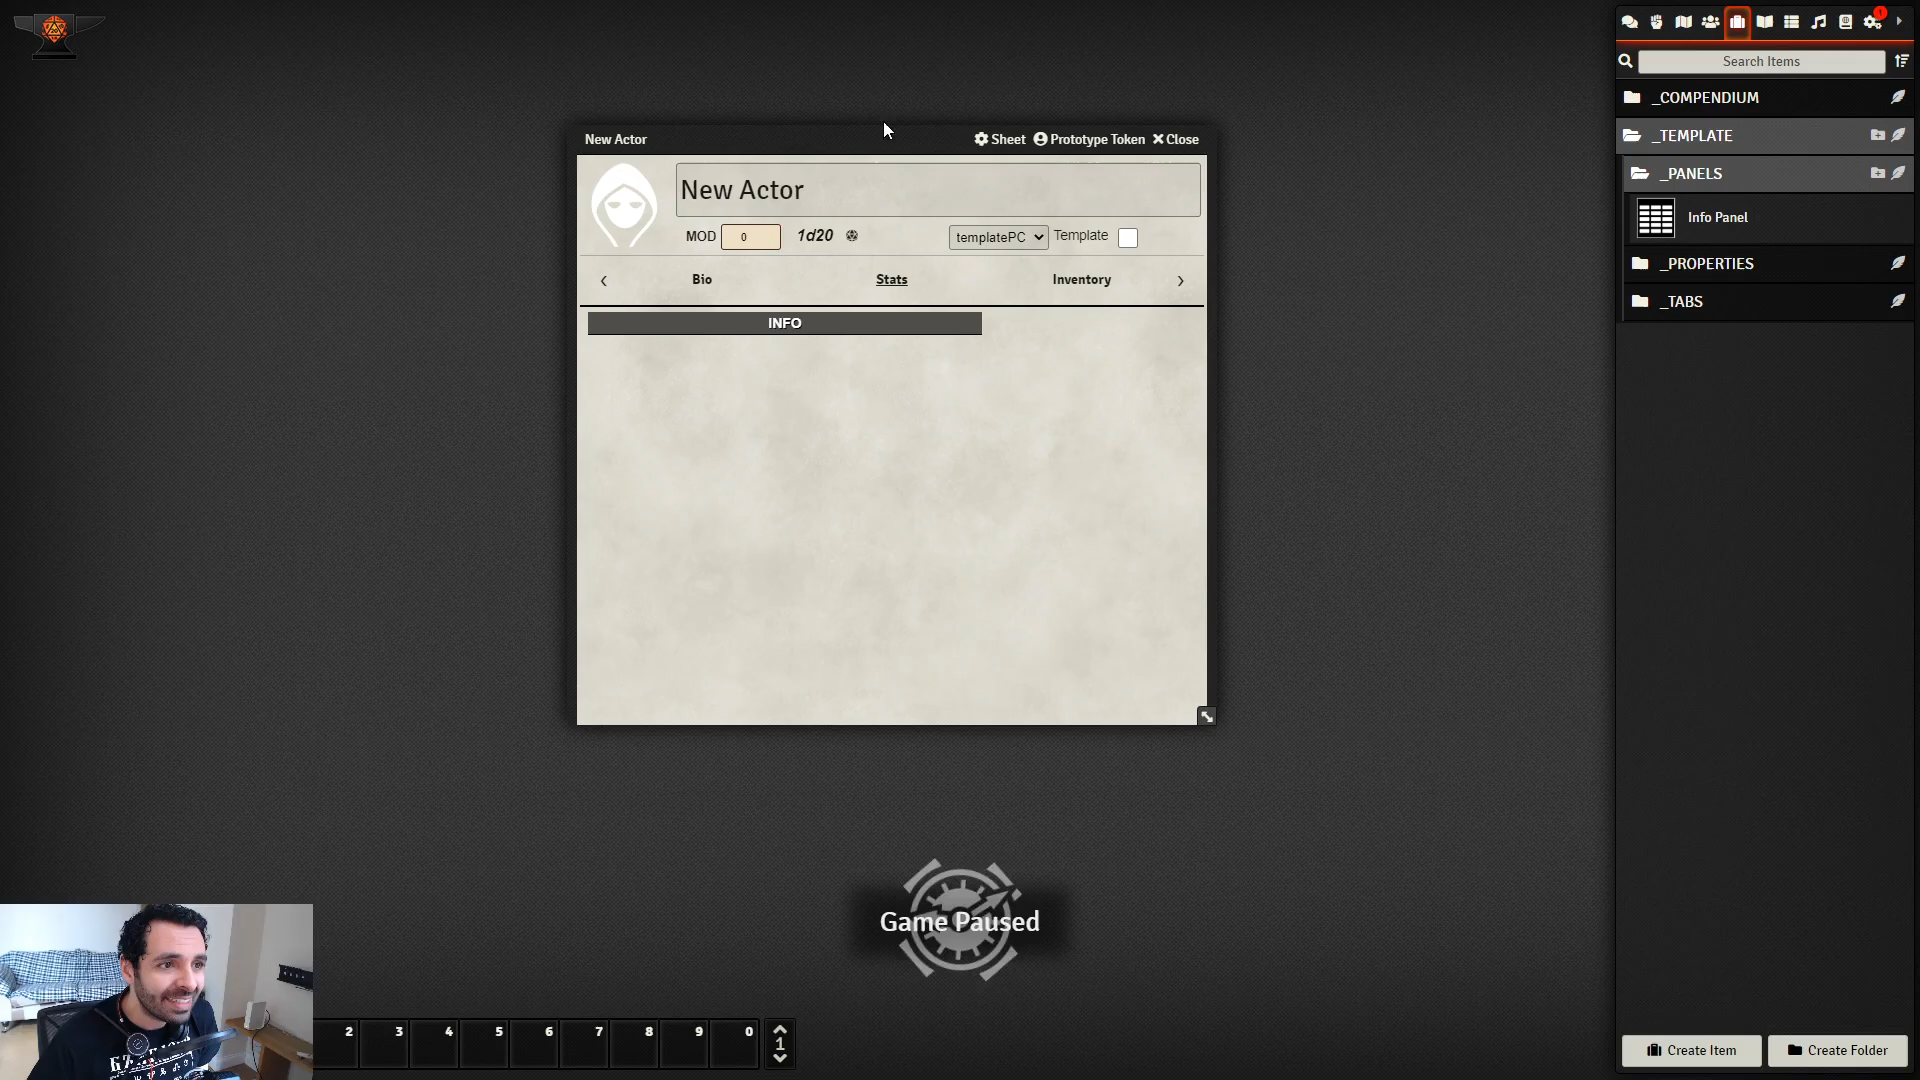 Search Items
_COMPENDIUM
_TEMPLATE
_PANELS
Info Panel
_PROPERTIES
_TABS
New Actor
Sheet
Prototype Token
Close
New Actor
MOD
0
1d20
templatePC
Template
Bio
Stats
Inventory
INFO
Game Paused
2
3
4
5
6
7
8
9
0
1
Create Item
Create Folder